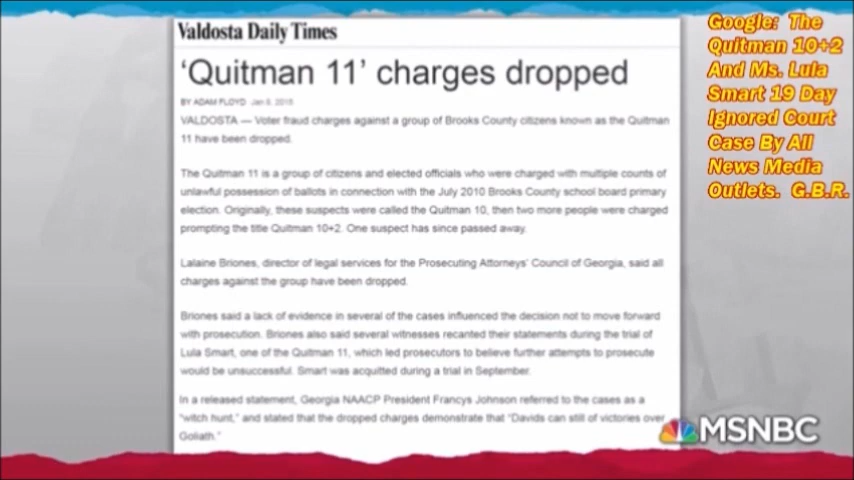 Valdosta Daily Times
'Quitman 11' charges dropped
BY ADAM FLOYD Jan 9, 2015
VALDOSTA — Voter fraud charges against a group of Brooks County citizens known as the Quitman
11 have been dropped.
The Quitman 11 is a group of citizens and elected officials who were charged with multiple counts of
unlawful possession of ballots in connection with the July 2010 Brooks County school board primary
election. Originally, these suspects were called the Quitman 10, then two more people were charged
prompting the title Quitman 10+2. One suspect has since passed away.
Lalaine Briones, director of legal services for the Prosecuting Attorneys' Council of Georgia, said all
charges against the group have been dropped.
Briones said a lack of evidence in several of the cases influenced the decision not to move forward
with prosecution. Briones also said several witnesses recanted their statements during the trial of
Lula Smart, one of the Quitman 11, which led prosecutors to believe further attempts to prosecute
would be unsuccessful. Smart was acquitted during a trial in September.
In a released statement, Georgia NAACP President Francys Johnson referred to the cases as a
"witch hunt," and stated that the dropped charges demonstrate that "Davids can still of victories over
Goliath."
MSNBC
Google: The
Quitman 10+2
And Ms. Lula
Smart 19 Day
Ignored Court
Case By All
News Media
Outlets. G.B.R.